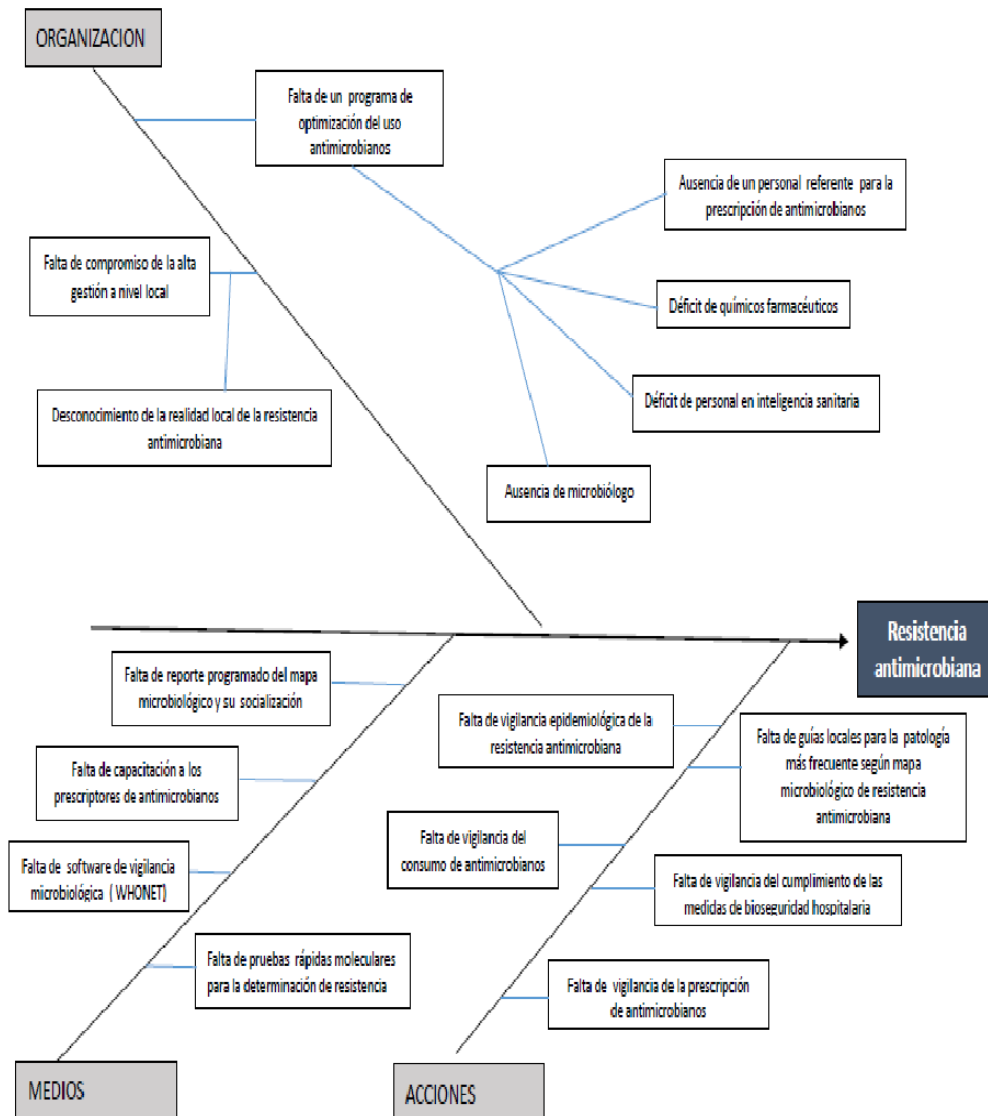 ORGANIZACION
Falta de un programa de
optimización del uso
antimicrobianos
Ausencia de un personal referente para la
prescripción de antimicrobianos
Falta de compromiso de la alta
gestión a nivel local
Déficit de químicos farmacéuticos
Déficit de personal en inteligencia sanitaria
Desconocimiento de la realidad local de la resistencia
antimicrobiana
Ausencia de microbiólogo
Resistencia
antimicrobiana
Falta de reporte programado del mapa
microbiológico y su socialización
Falta de vigilancia epidemiológica de la
resistencia antimicrobiana
Falta de guías locales para la patología
más frecuente según mapa
microbiológico de resistencia
antimicrobiana
Falta de capacitación a los
prescriptores de antimicrobianos
Falta de vigilancia del
consumo de antimicrobianos
Falta de software de vigilancia
microbiológica ( WHONET)
Falta de vigilancia del cumplimiento de las
medidas de bioseguridad hospitalaria
Falta de pruebas rápidas moleculares
para la determinación de resistencia
Falta de vigilancia de la prescripción
de antimicrobianos
MEDIOS
ACCIONES